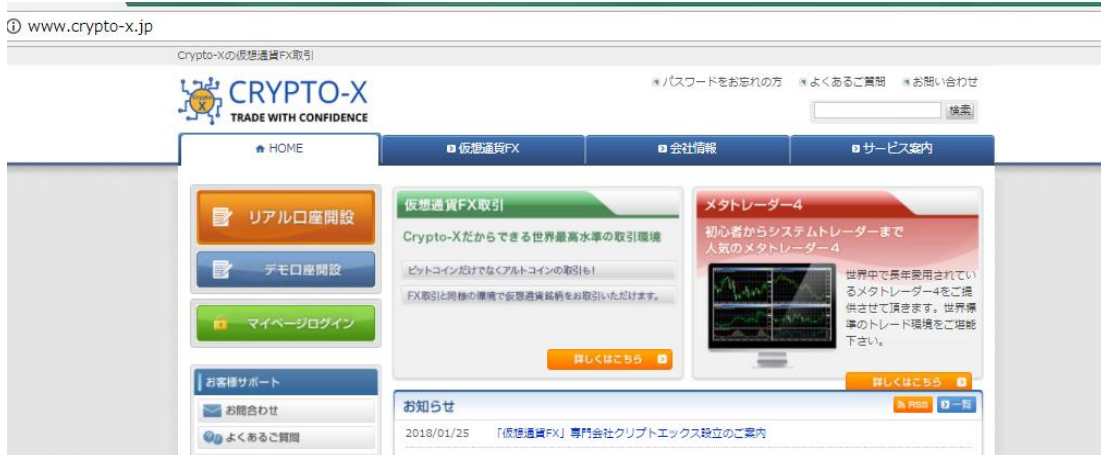 www.crypto-x.jp
Crypto-Xの仮想通貨FX取引
CRYPTO-X
TRADE WITH CONFIDENCE
パスワードをお忘れの方 よくあるご質問 お問い合わせ
検索
HOME 仮想通貨FX 会社情報 サービス案内
リアル口座開設
デモ口座開設
マイページログイン
お客様サポート
お問合わせ
よくあるご質問
仮想通貨FX取引
Crypto-Xだからできる世界最高水準の取引環境
ビットコインだけでなくアルトコインの取引も!
FX取引と同様の環境で仮想通貨銘柄をお取引いただけます。
詳しくはこちら
メタトレーダー4
初心者からシステムトレーダーまで
人気のメタトレーダー4
世界中で長年愛用されてい
るメタトレーダー4をご提
供させて頂きます。世界標
準のトレード環境をご堪能
下さい。
詳しくはこちら
お知らせ
RSS 一覧
2018/01/25 「仮想通貨FX」専門会社クリプトエックス設立のご案内